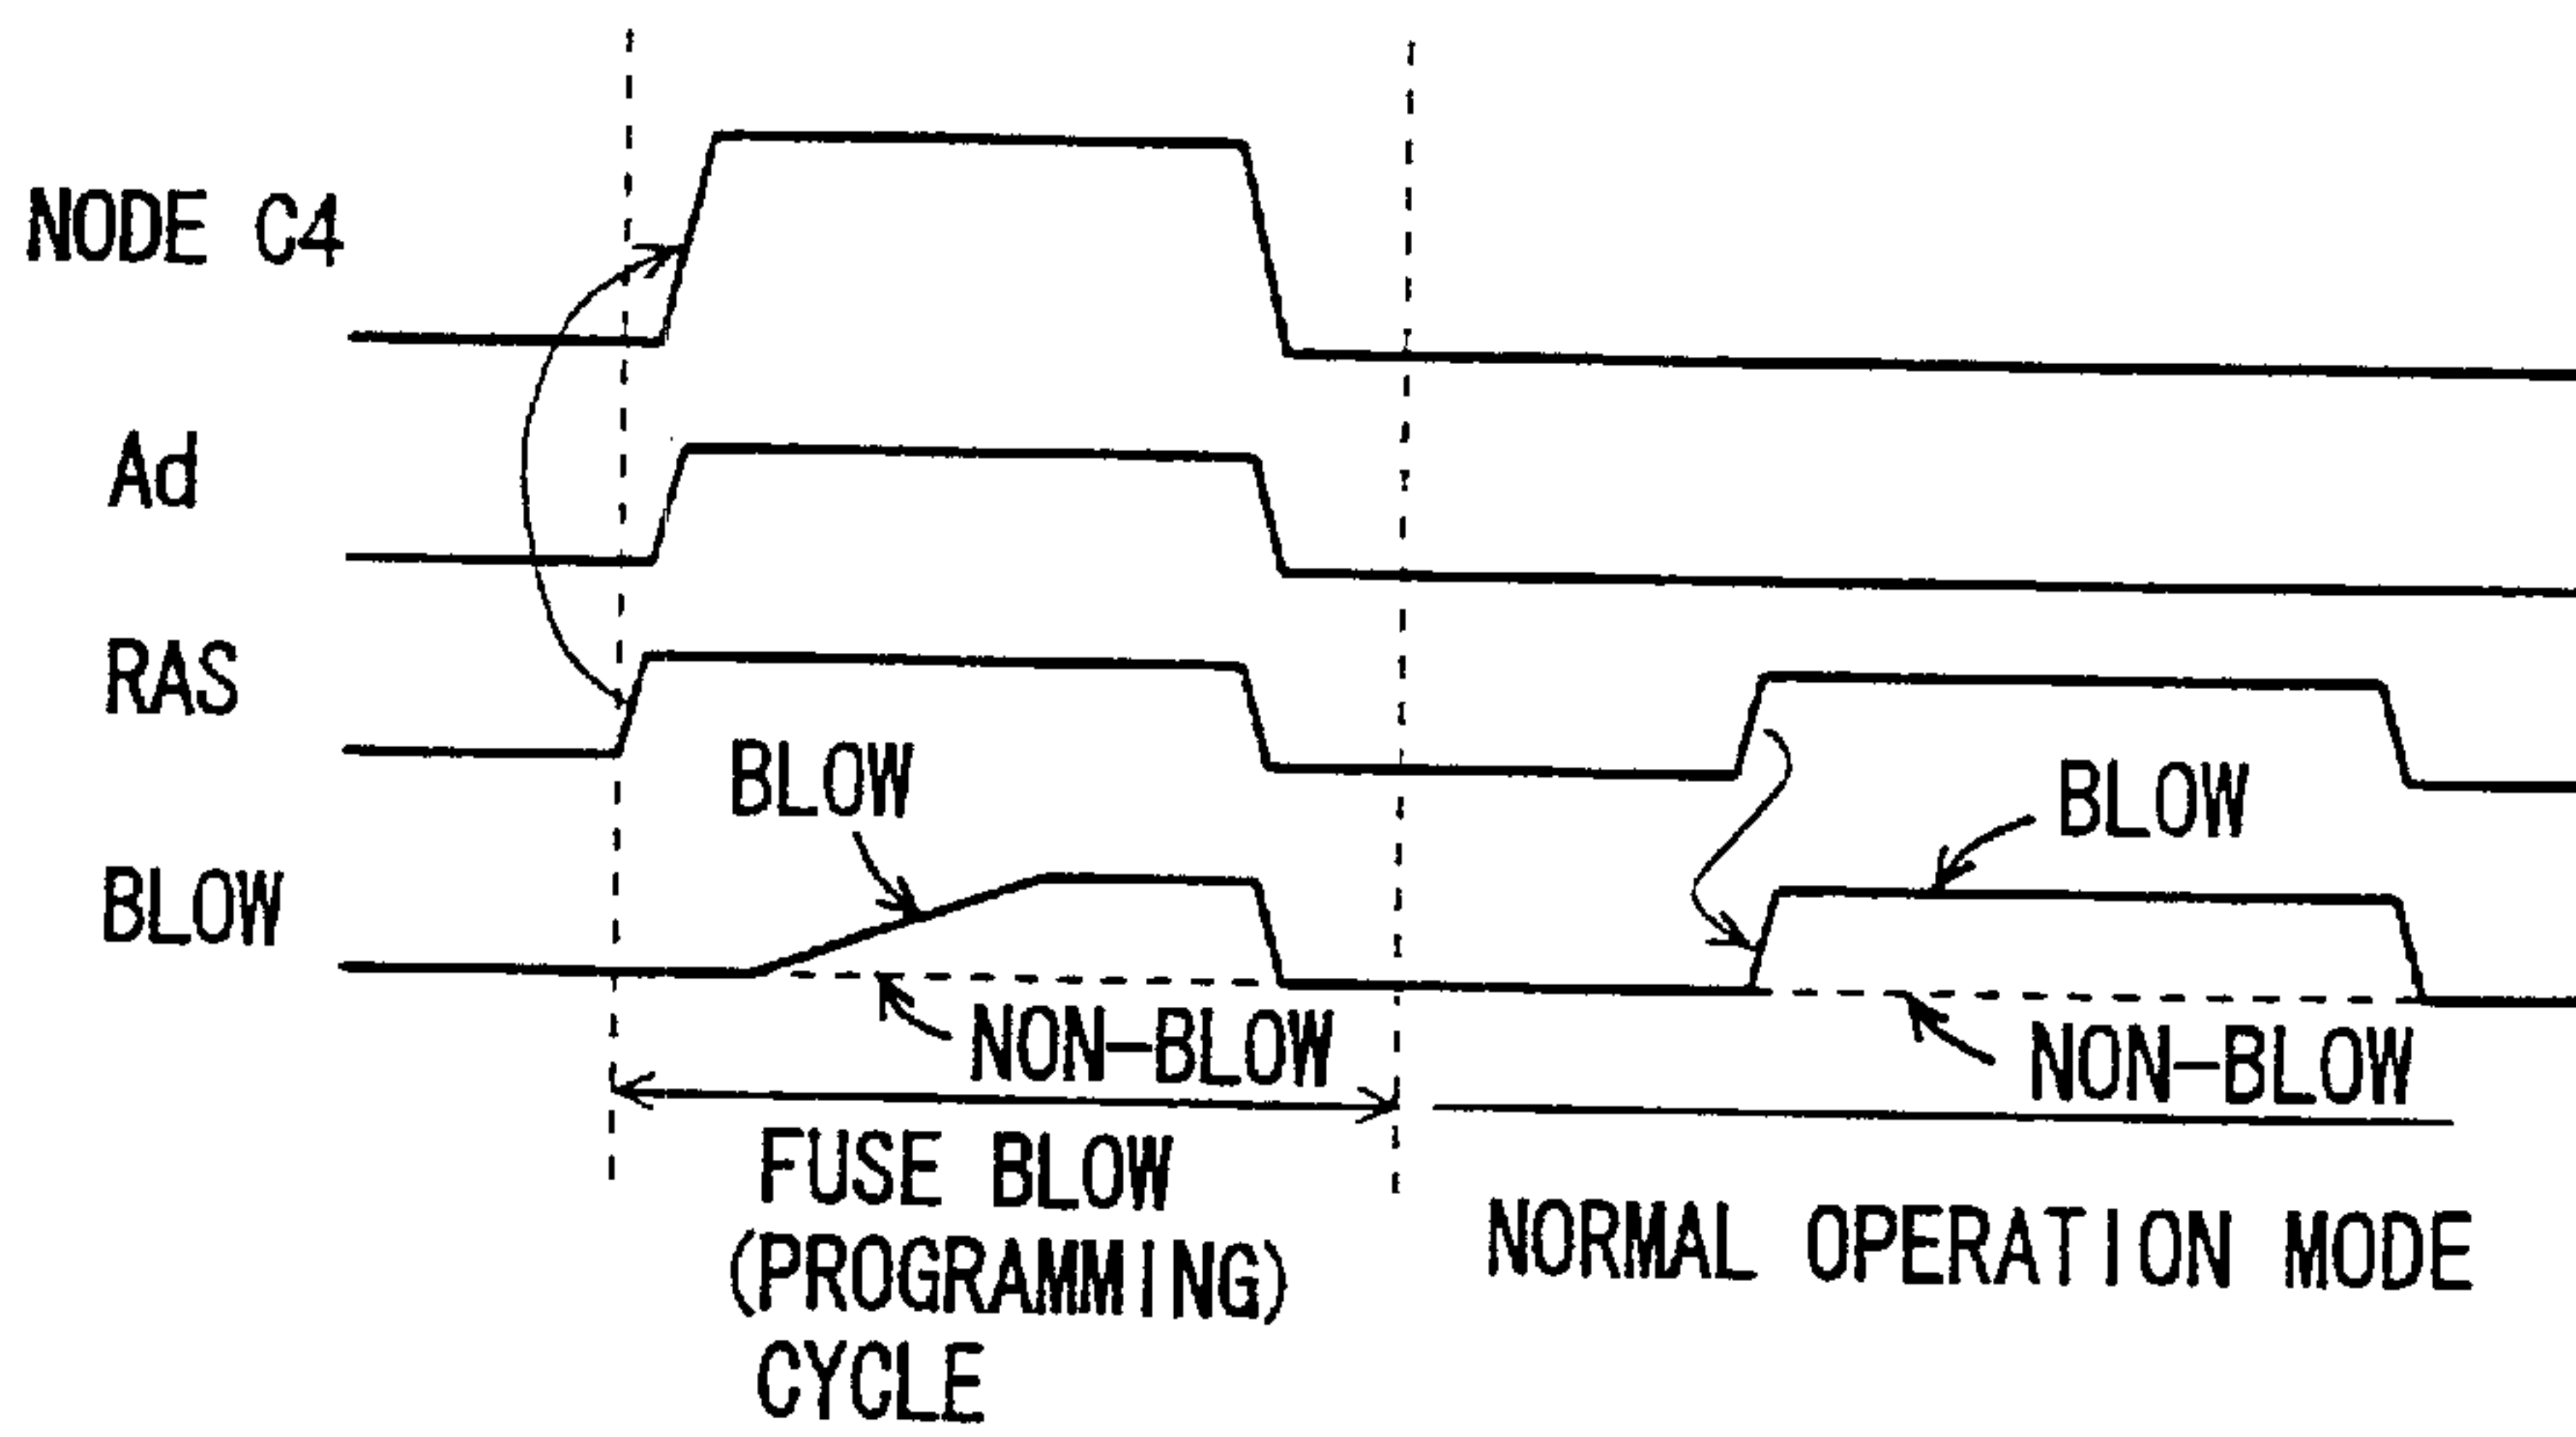 NODE C4
Ad
RAS
BLOW
BLOW
BLOW
NON-BLOW
NON-BLOW
FUSE BLOW
(PROGRAMMING)
CYCLE
NORMAL OPERATION MODE